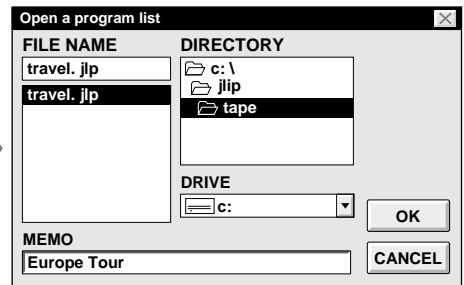 Open a program list
FILE NAME
travel. jlp
travel. jlp
DIRECTORY
c: \
jlip
tape
DRIVE
c:
MEMO
Europe Tour
OK
CANCEL